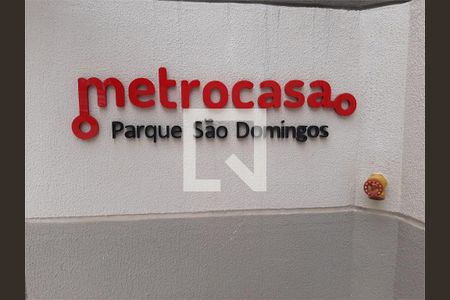 metrocasa
Parque São Domingos